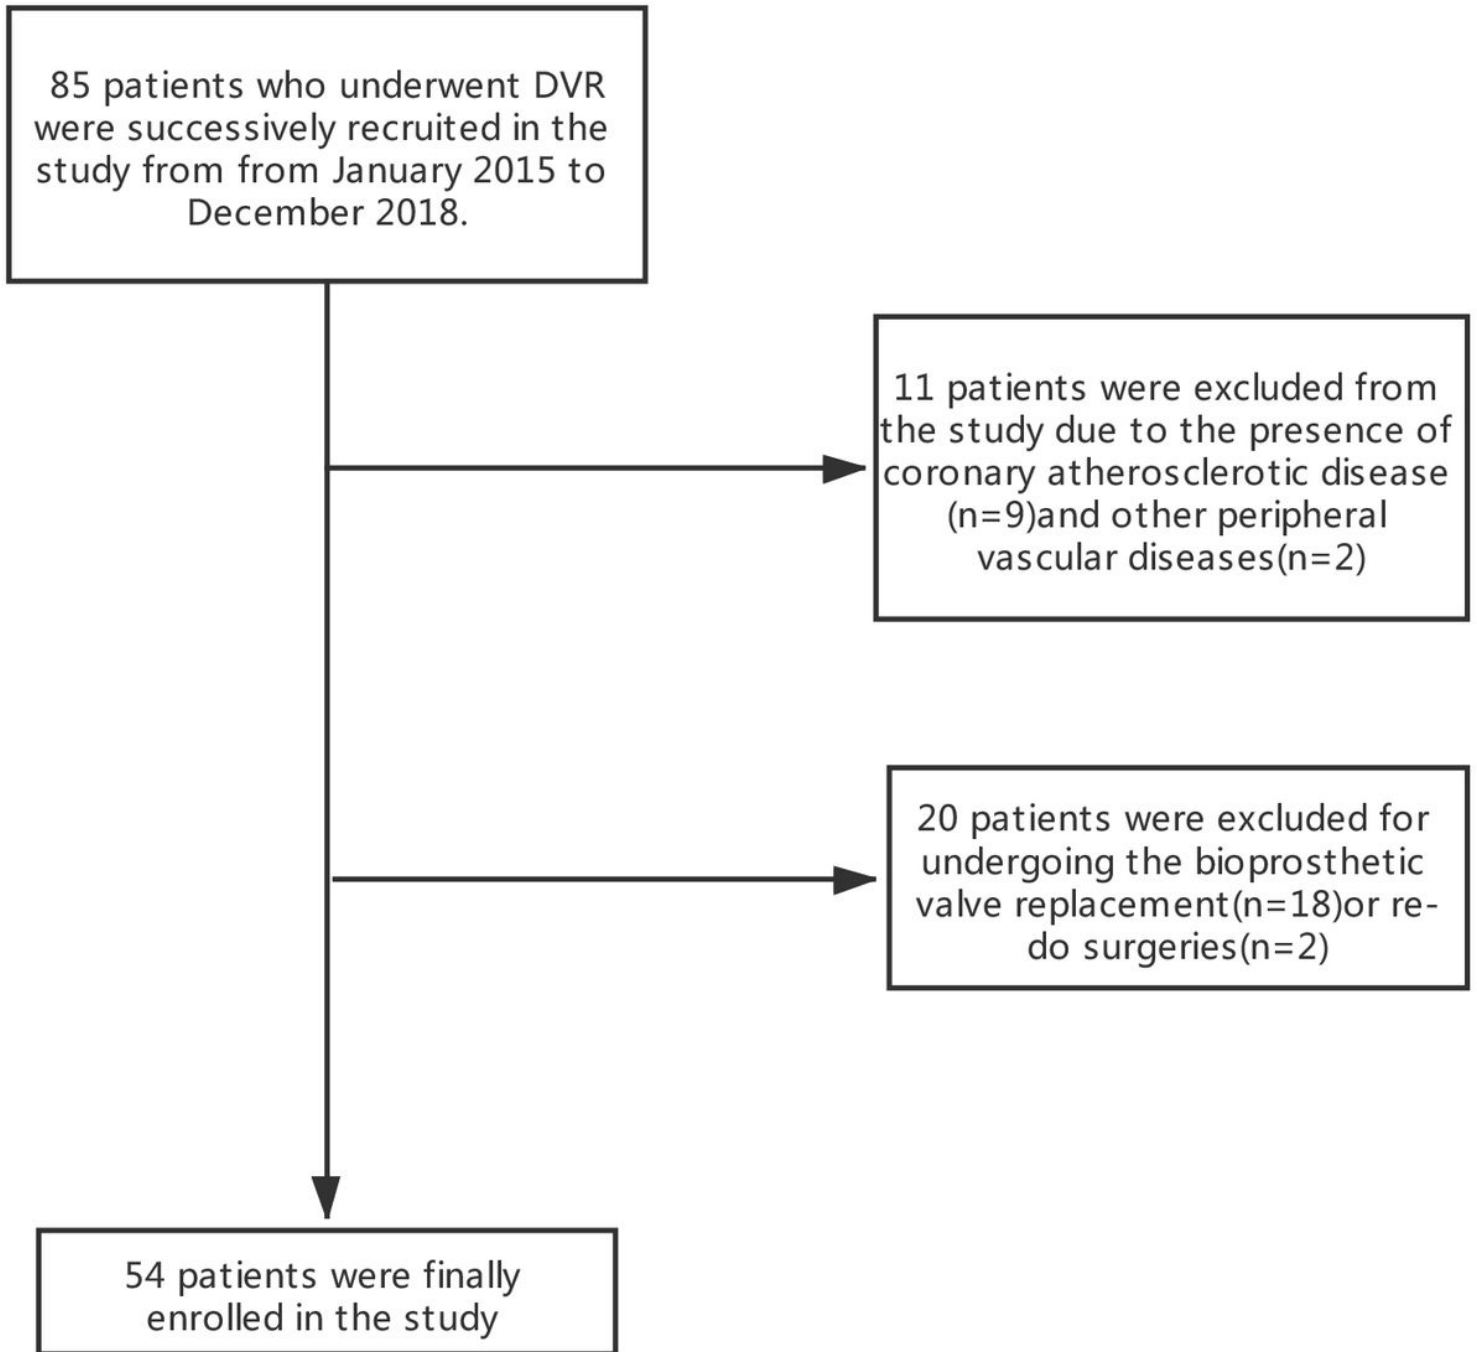 85 patients who underwent DVR
were successively recruited in the
study from from January 2015 to
December 2018.
11 patients were excluded from
the study due to the presence of
coronary atherosclerotic disease
(n=9)and other peripheral
vascular diseases(n=2)
20 patients were excluded for
undergoing the bioprosthetic
valve replacement(n=18)or re-
do surgeries(n=2)
54 patients were finally
enrolled in the study